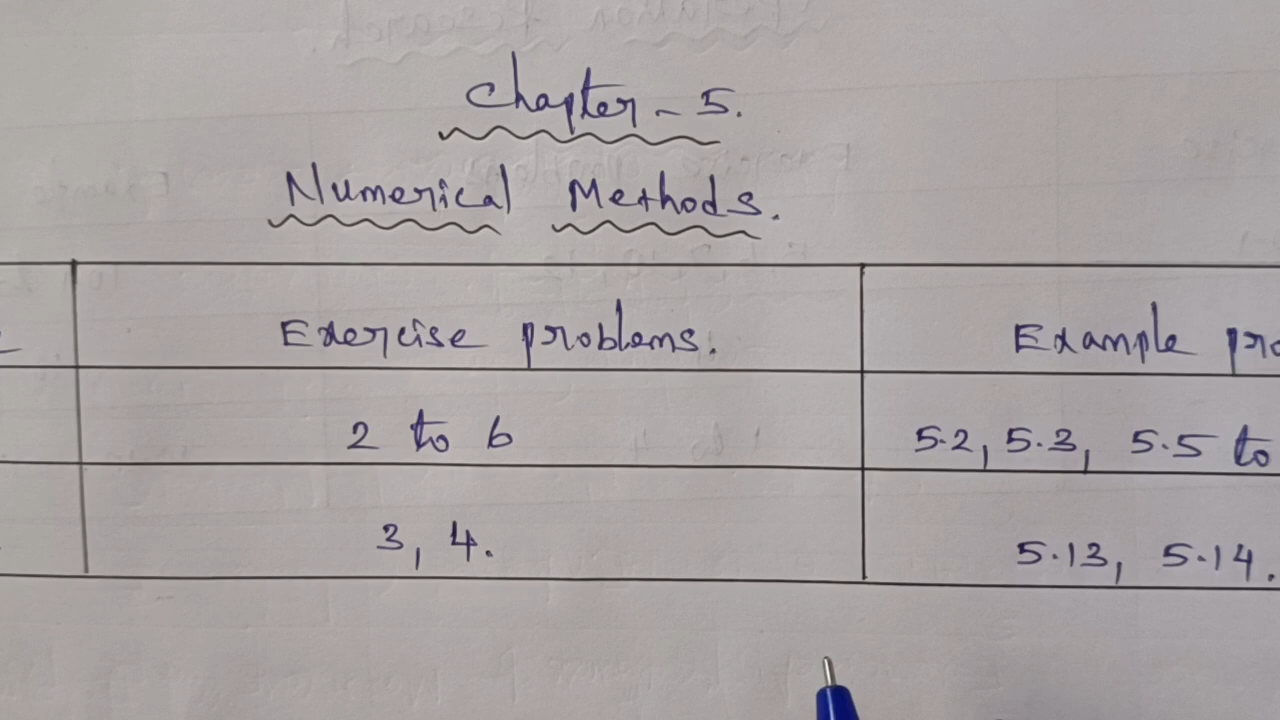 Chapter - 5.
Numerical Methods.
Exercise problems. Example
2 to 6 5.2, 5.3, 5.5 to
3, 4. 5.13, 5.14.